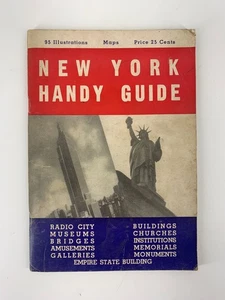 85 Illustrations Maps Price 25 Cents
NEW YORK
HANDY GUIDE
RADIO CITY BUILDINGS
MUSEUMS CHURCHES
BRIDGES INSTITUTIONS
AMUSEMENTS MEMORIALS
GALLERIES MONUMENTS
EMPIRE STATE BUILDING